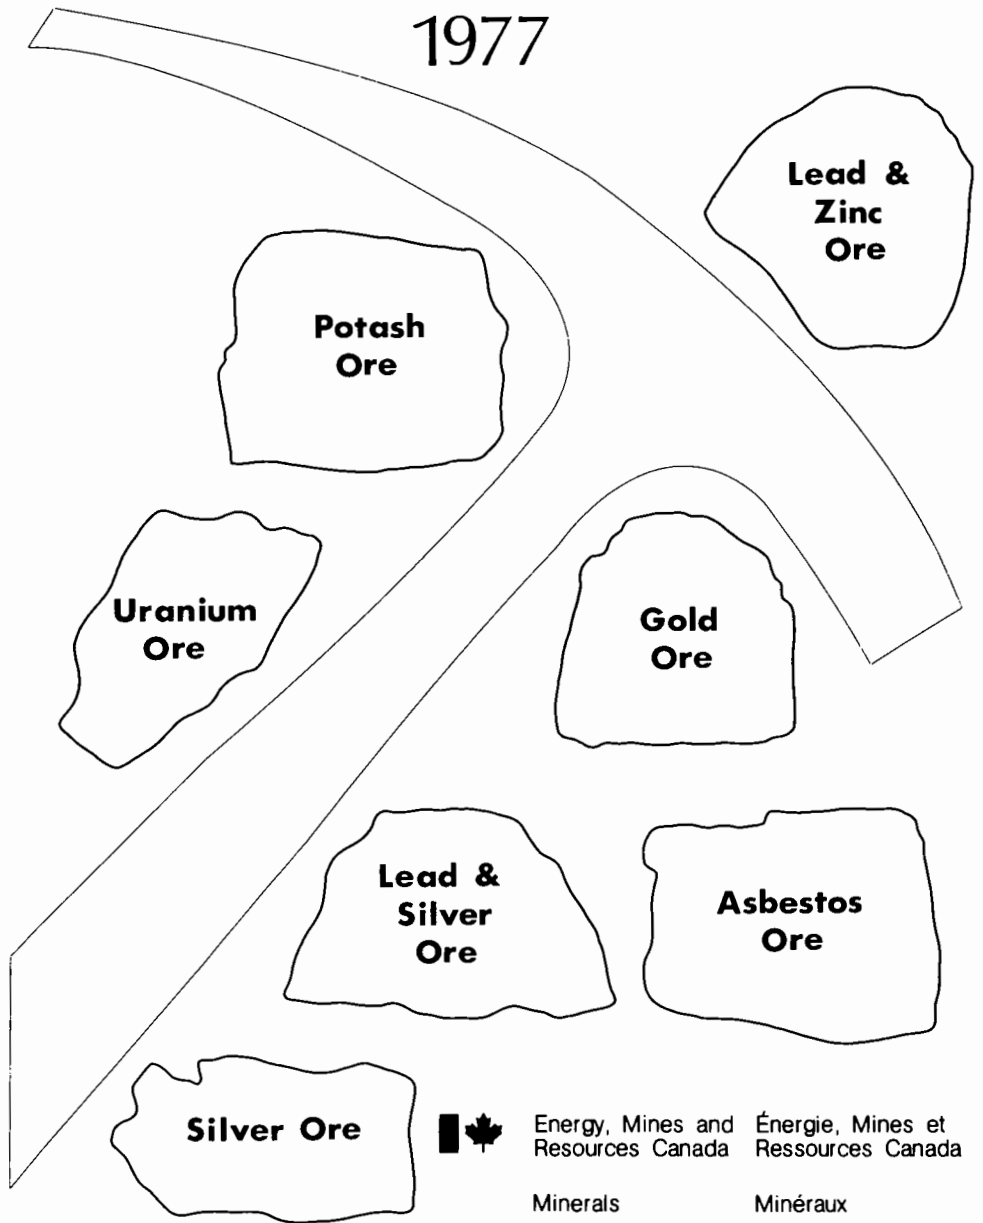 1977
Lead &
Zinc
Ore
Potash
Ore
Uranium
Ore
Gold
Ore
Lead &
Silver
Ore
Asbestos
Ore
Silver Ore
Energy, Mines and
Resources Canada
Énergie, Mines et
Ressources Canada
Minerals
Minéraux